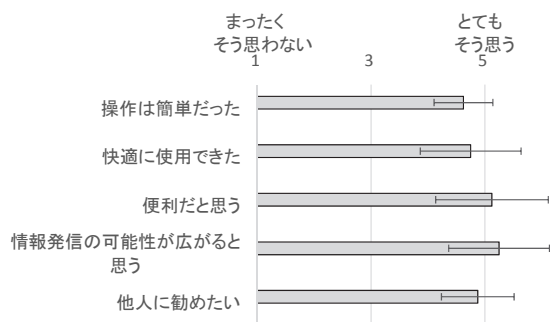 まったく
そう思わない
とても
そう思う
1
3
5
操作は簡単だった
快適に使用できた
便利だと思う
情報発信の可能性が広がると
思う
他人に勧めたい